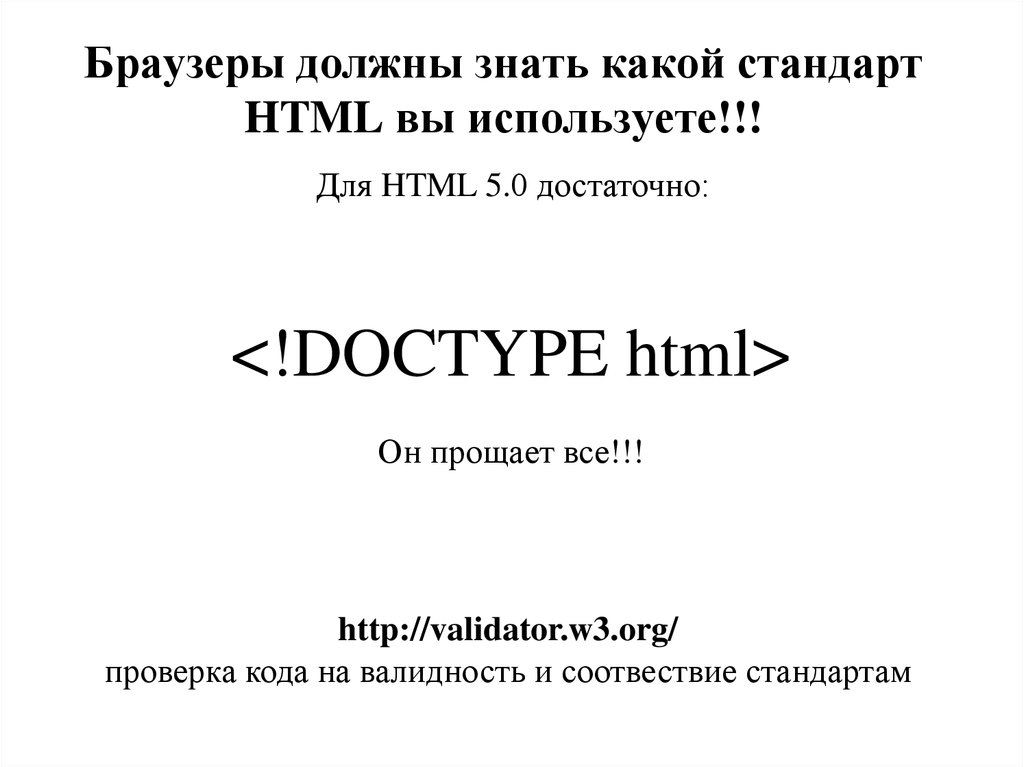 Браузеры должны знать какой стандарт
HTML вы используете!!!
Для HTML 5.0 достаточно:
<!DOCTYPE html>
Он прощает все!!!
http://validator.w3.org/
проверка кода на валидность и соотвествие стандартам